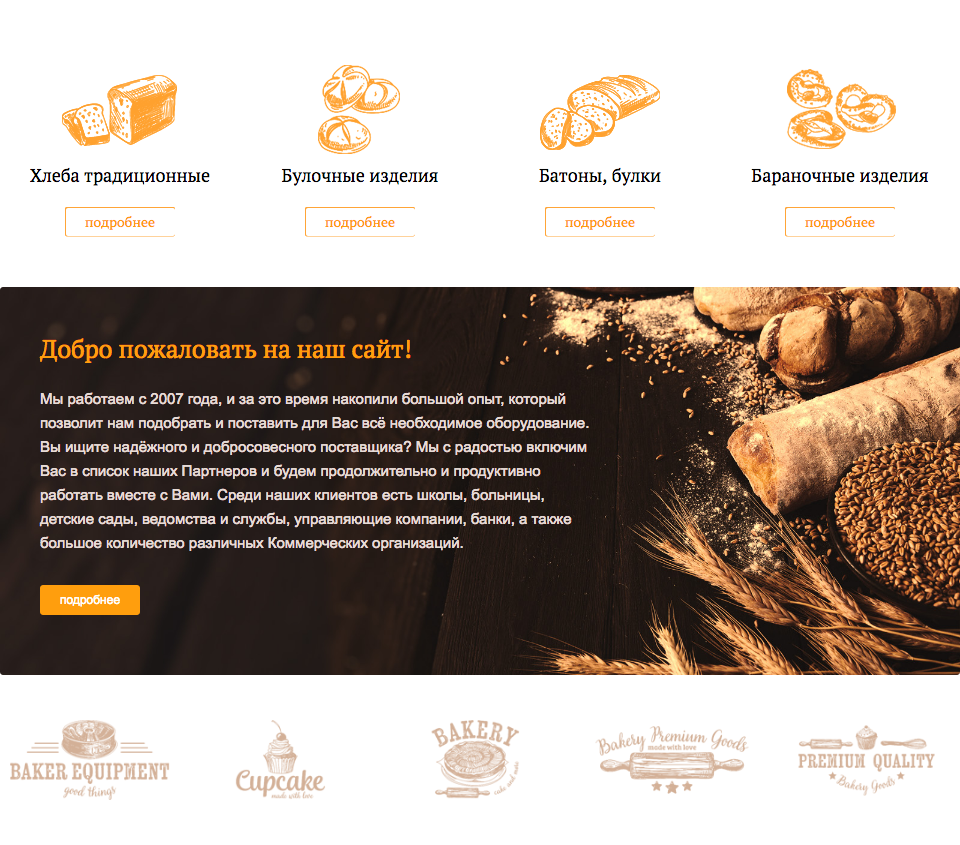 Хлеба традиционные
Булочные изделия
Батоны, булки
Бараночные изделия
подробнее
подробнее
подробнее
подробнее
Добро пожаловать на наш сайт!
Мы работаем с 2007 года, и за это время накопили большой опыт, который
позволит нам подобрать и поставить для Вас всё необходимое оборудование.
Вы ищите надёжного и добросовесного поставщика? Мы с радостью включим
Вас в список наших Партнеров и будем продолжительно и продуктивно
работать вместе с Вами. Среди наших клиентов есть школы, больницы,
детские сады, ведомства и службы, управляющие компании, банки, а также
большое количество различных Коммерческих организаций.
подробнее
BAKER EQUIPMENT
good things
Cupcake
made with love
BAKERY
cake and more
Bakery Premium Goods
made with love
PREMIUM QUALITY
Bakery Goods